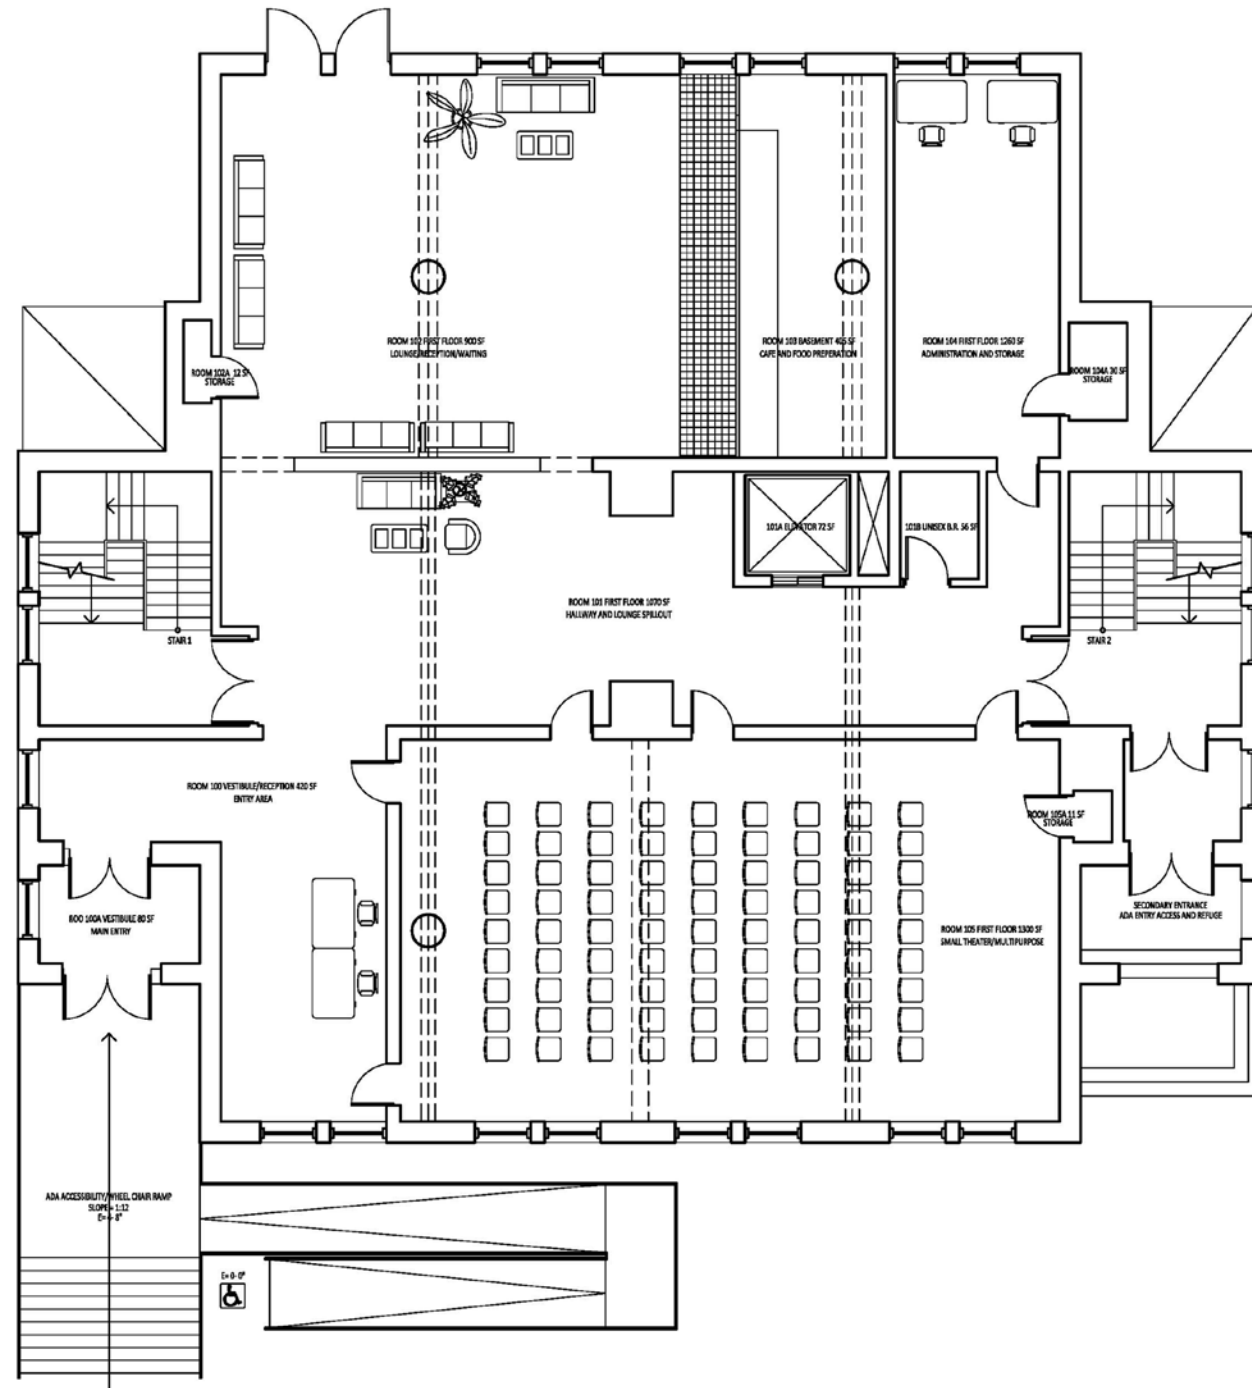 ROOM 102 FIRST FLOOR 900 SF
LOUNGE/RECEPTION/WAITING
ROOM 103 BASEMENT 465 SF
CAFE AND FOOD PREPERATION
ROOM 104 FIRST FLOOR 1260 SF
ADMINISTRATION AND STORAGE
ROOM 102A 12 SF
STORAGE
ROOM 104A 30 SF
STORAGE
101A ELEVATOR 72 SF
101B UNISEX B.R. 56 SF
ROOM 101 FIRST FLOOR 1070 SF
HALLWAY AND LOUNGE SPILLOUT
STAIR 1
STAIR 2
ROOM 100 VESTIBULE/RECEPTION 420 SF
ENTRY AREA
ROOM 105A 11 SF
STORAGE
ROO 100A VESTIBULE 80 SF
MAIN ENTRY
SECONDARY ENTRANCE
ADA ENTRY ACCESS AND REFUGE
ROOM 105 FIRST FLOOR 1300 SF
SMALL THEATER/MULTIPURPOSE
ADA ACCESSIBILITY/WHEEL CHAIR RAMP
SLOPE = 1:12
E= 0-0"